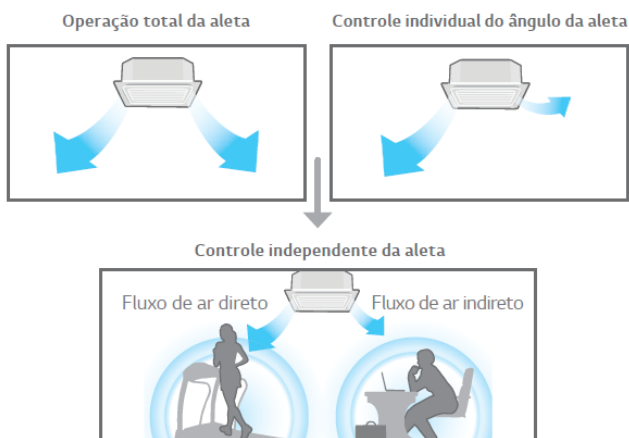 Operação total da aleta
Controle individual do ângulo da aleta
Controle independente da aleta
Fluxo de ar direto
Fluxo de ar indireto